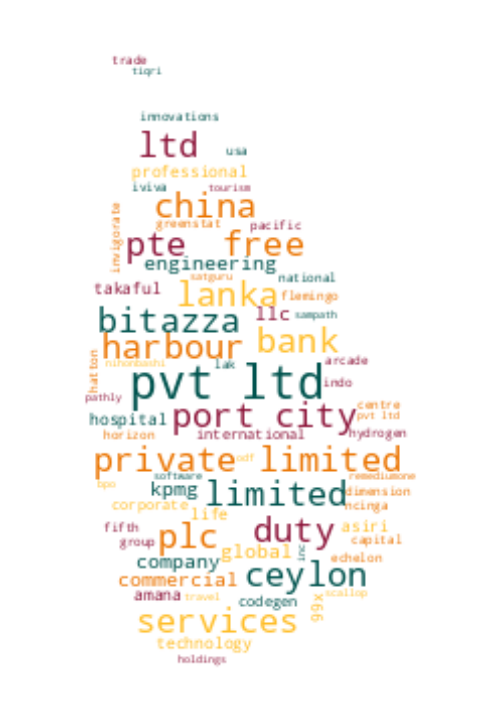 trade
tiqri
innovations
ltd
usa
professional
iviva
tourism
china
invigorate
greenstat
pacific
pte
free
engineering
satguru
national
takaful
lanka
flemingo
llc
sampath
bitazza
bank
harbour
nihonbashi
lak
arcade
hatton
pvt ltd
indo
pathly
port city
centre
pvt ltd
hospital
horizon
international
hydrogen
private limited
adf
software
remediumone
bpo
kpmg
limited
dimension
corporate
life
ncinga
fifth
plc
duty
asiri
group
capital
global
inc
company
echelon
commercial
ceylon
amana
travel
codegen
99x
scallop
services
technology
holdings